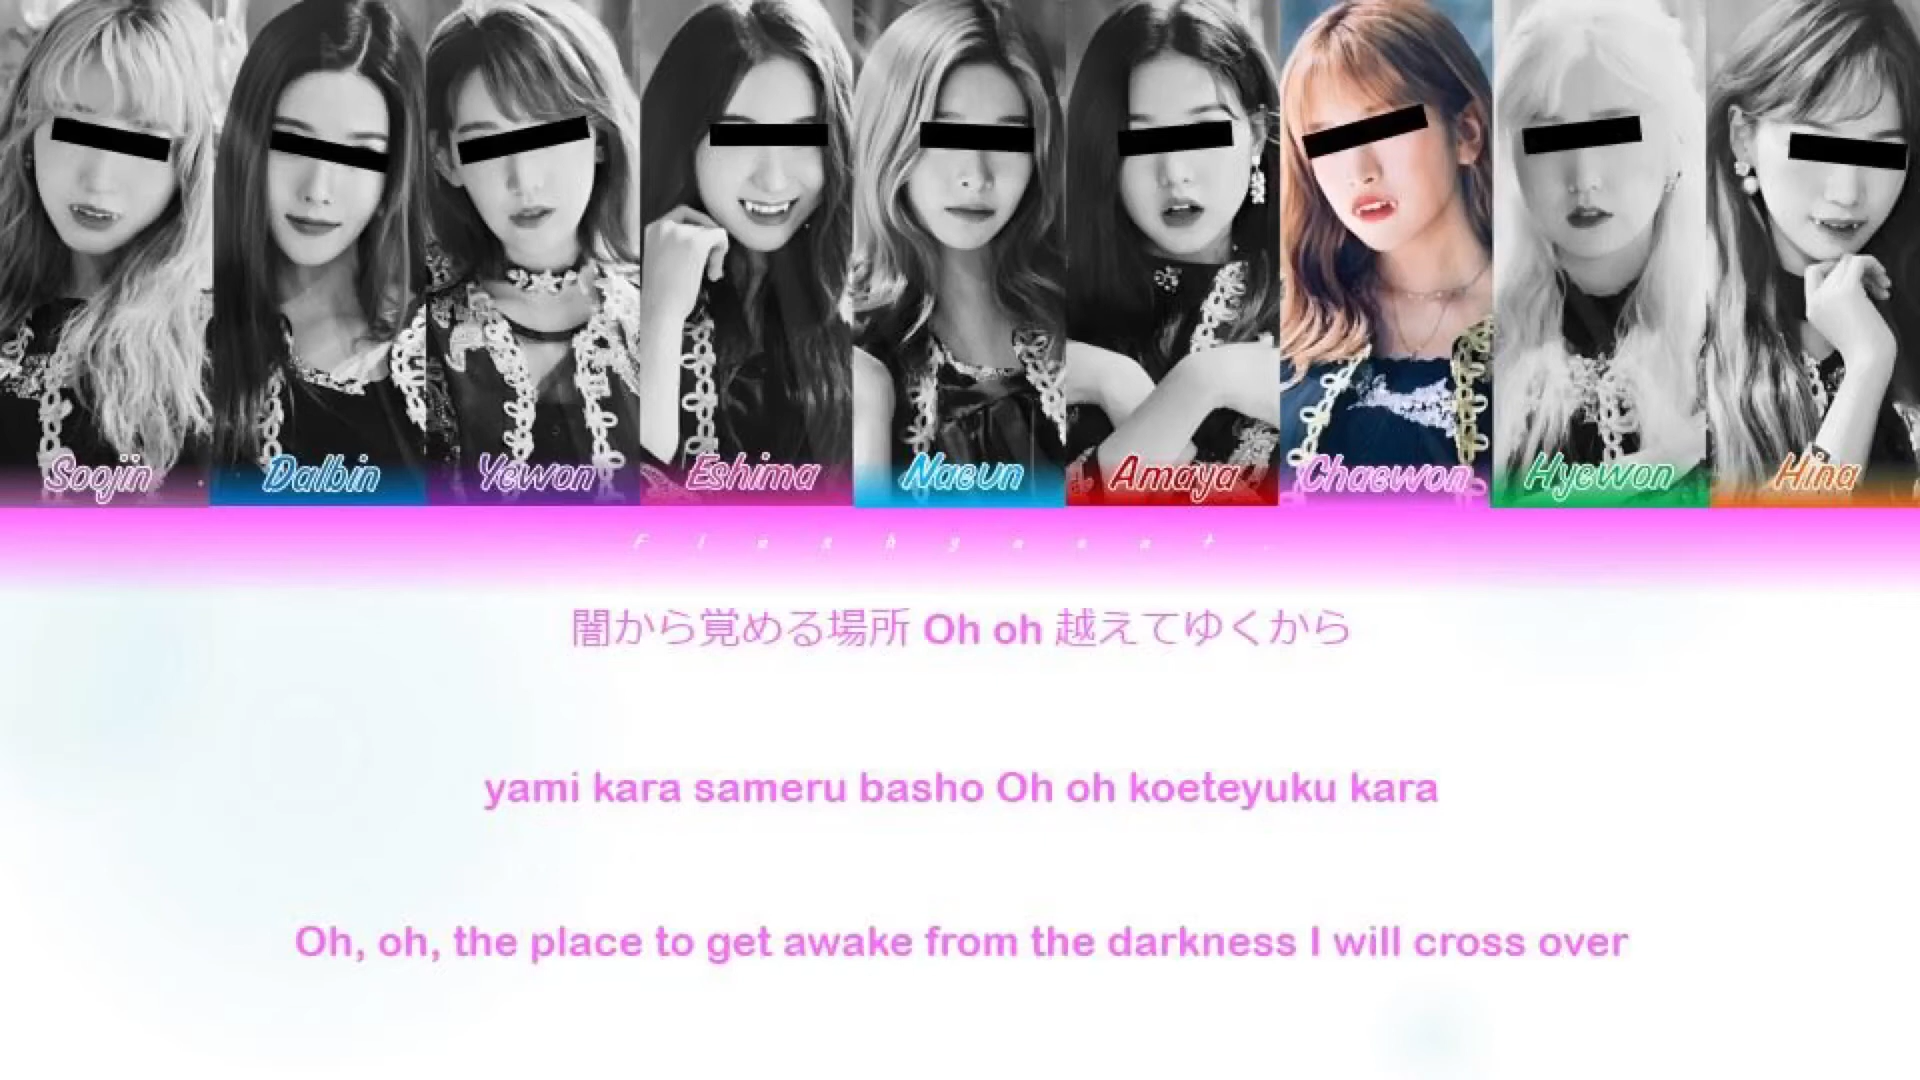 Soojin Dalbin Yewon Eshima Naeun Amaya Chaewon Hyewon Hina
闇から覚める場所 Oh oh 越えてゆくから
yami kara sameru basho Oh oh koeteyuku kara
Oh, oh, the place to get awake from the darkness I will cross over